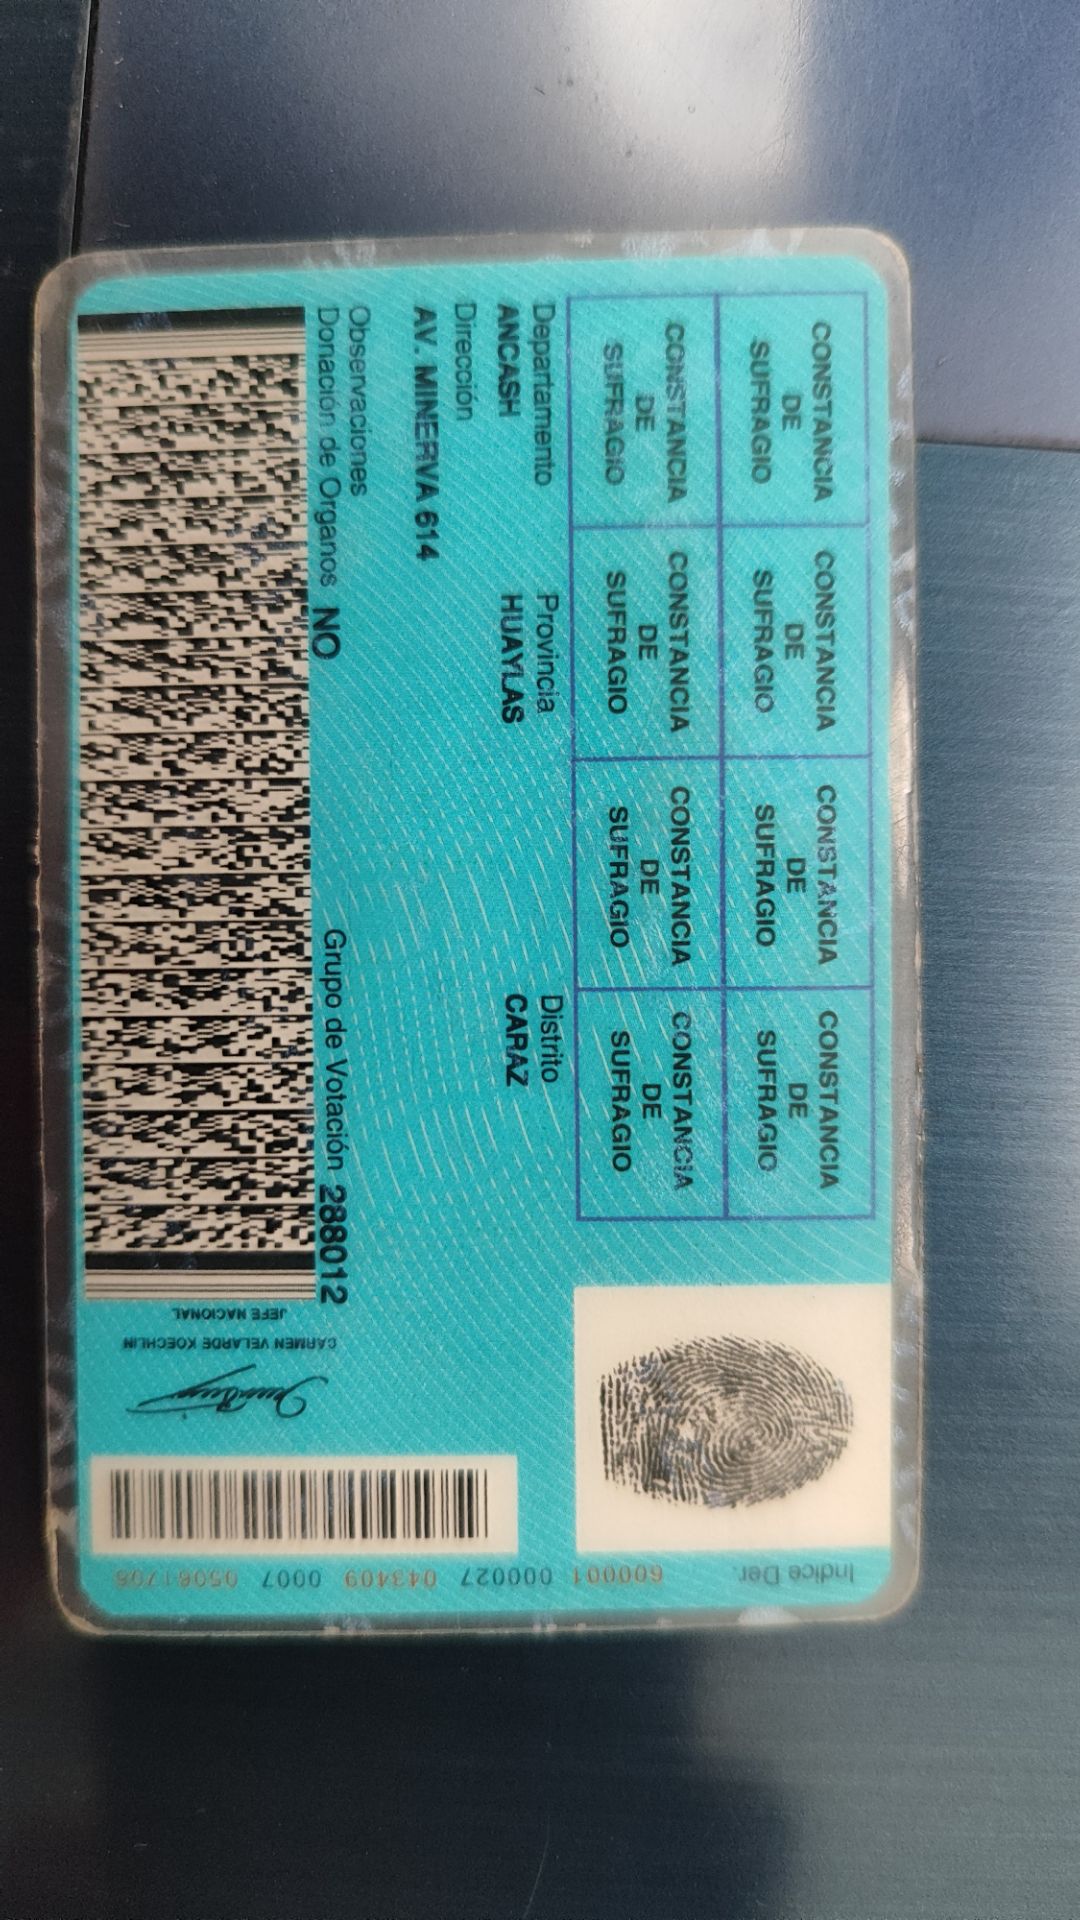 CONSTANCIA DE SUFRAGIO
CONSTANCIA DE SUFRAGIO
CONSTANCIA DE SUFRAGIO
CONSTANCIA DE SUFRAGIO
CONSTANCIA DE SUFRAGIO
CONSTANCIA DE SUFRAGIO
CONSTANCIA DE SUFRAGIO
CONSTANCIA DE SUFRAGIO
Indice Der.
Departamento Provincia Distrito
ANCASH HUAYLAS CARAZ
Dirección
AV. MINERVA 614
Observaciones
Donación de Organos NO Grupo de Votación 288012
CARMEN VELARDE KOECHLIN
JEFE NACIONAL
05061706 0007 043409 000027 600001